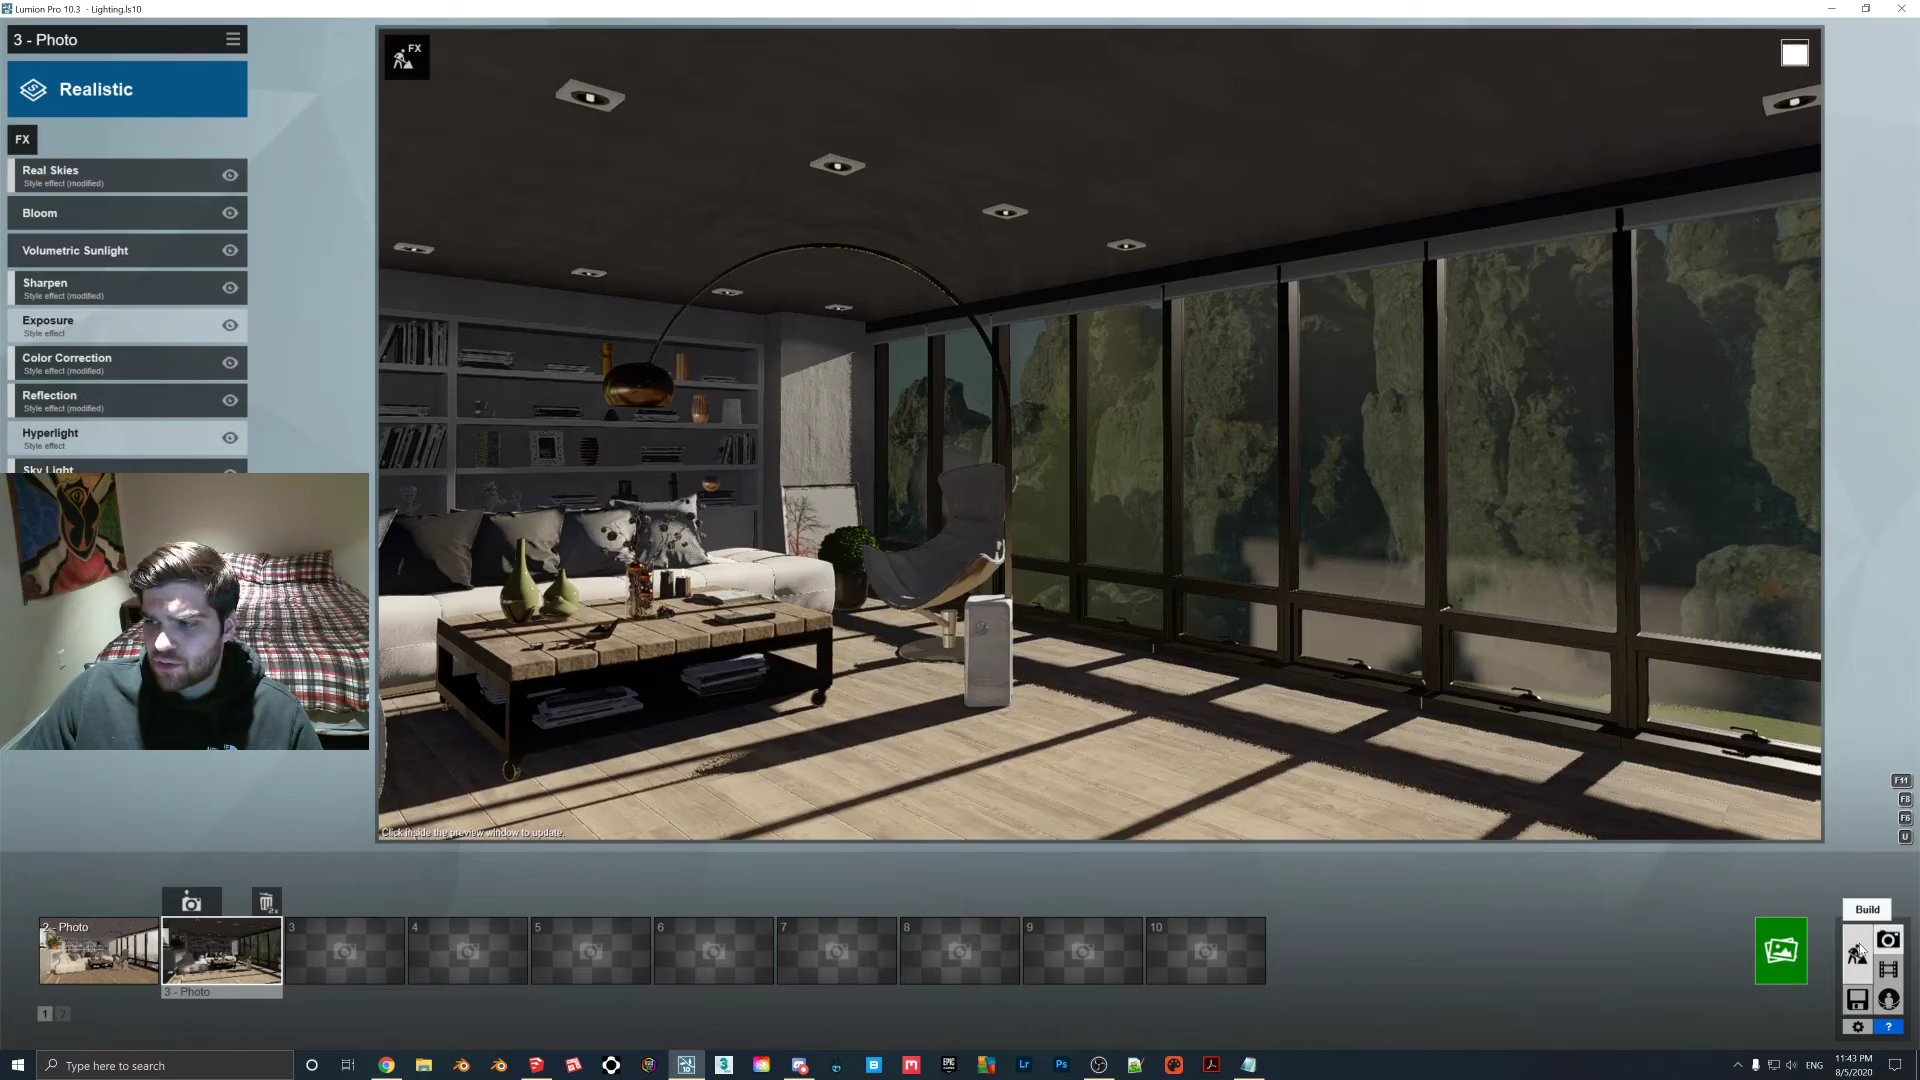 Lumion Pro 10.3 - Lighting.ls10
3 - Photo
Realistic
FX
Real Skies
Style effect (modified)
Bloom
Volumetric Sunlight
Sharpen
Style effect (modified)
Exposure
Style effect
Color Correction
Style effect (modified)
Reflection
Style effect (modified)
Hyperlight
Style effect
Sky Light
FX
Click inside the preview window to update.
F11
F8
F6
U
2 - Photo
3
4
5
6
7
8
9
10
3 - Photo
1 2
Build
?
Type here to search
10
3
B
M
EPIC
Lr
Ps
ENG
11:43 PM
8/5/2020